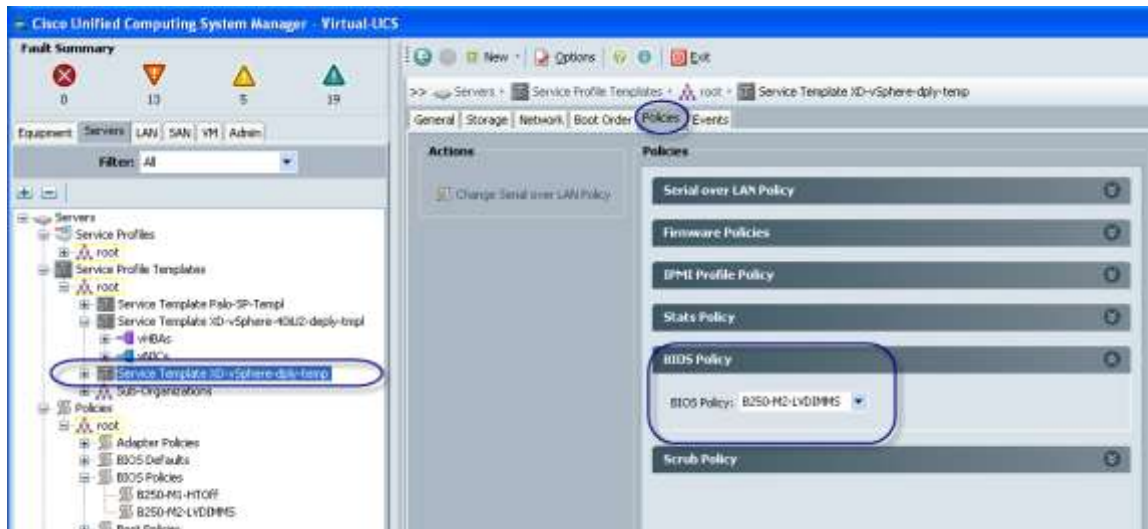 Cisco Unified Computing System Manager - Virtual-UCS
Fault Summary
0 13 5 19
Equipment Servers LAN SAN VM Admin
Filter: All
Servers
Service Profiles
root
Service Profile Templates
root
Service Template Palo-SP-Templ
Service Template XD-vSphere-4DIU2-deply-tmpl
vHBAs
vNICs
Service Template XD-vSphere-dply-temp
Sub-Organizations
Policies
root
Adapter Policies
BIOS Defaults
BIOS Policies
B250-M1-HTOff
B250-M2-LVDIMMS
Boot Policies
New Options Exit
>> Servers Service Profile Templates root Service Template XD-vSphere-dply-temp
General Storage Network Boot Order Policies Events
Actions
Change Serial over LAN Policy
Policies
Serial over LAN Policy
Firmware Policies
IPMI Profile Policy
Stats Policy
BIOS Policy
BIOS Policy: B250-M2-LVDIMMS
Scrub Policy